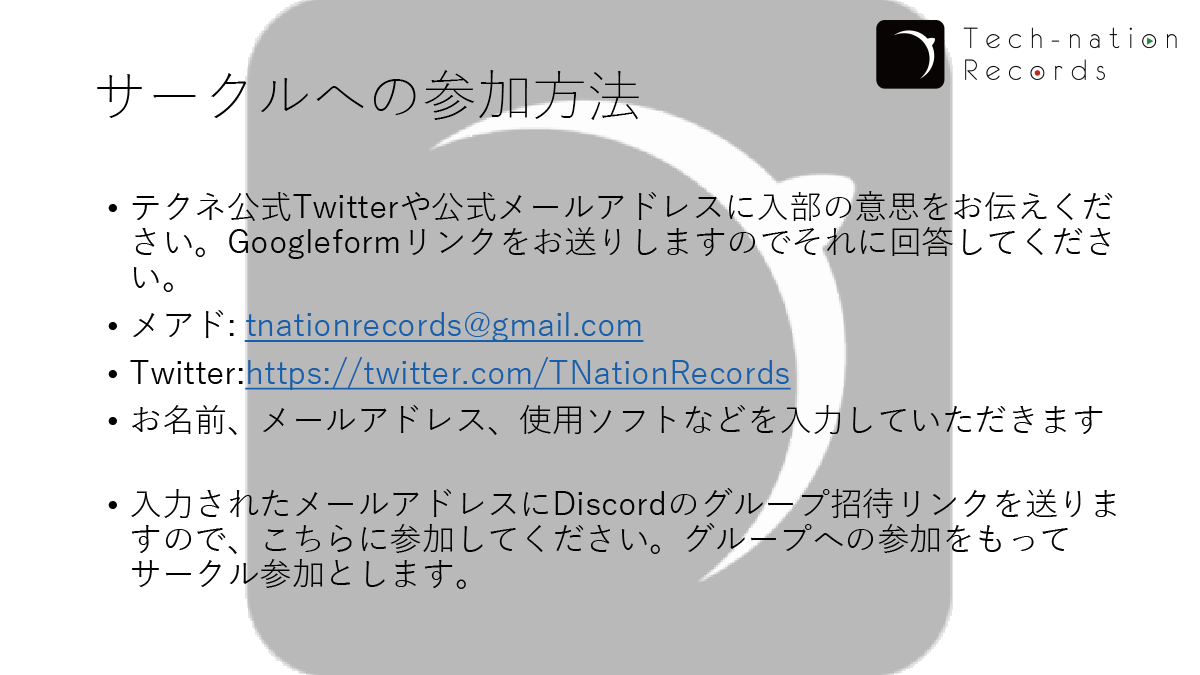 Tech-nation
Records
サークルへの参加方法
• テクネ公式Twitterや公式メールアドレスに入部の意思をお伝えくだ
さい。Googleformリンクをお送りしますのでそれに回答してくださ
い。
• メアド: tnationrecords@gmail.com
• Twitter:https://twitter.com/TNationRecords
• お名前、メールアドレス、使用ソフトなどを入力していただきます
• 入力されたメールアドレスにDiscordのグループ招待リンクを送りま
すので、こちらに参加してください。グループへの参加をもって
サークル参加とします。